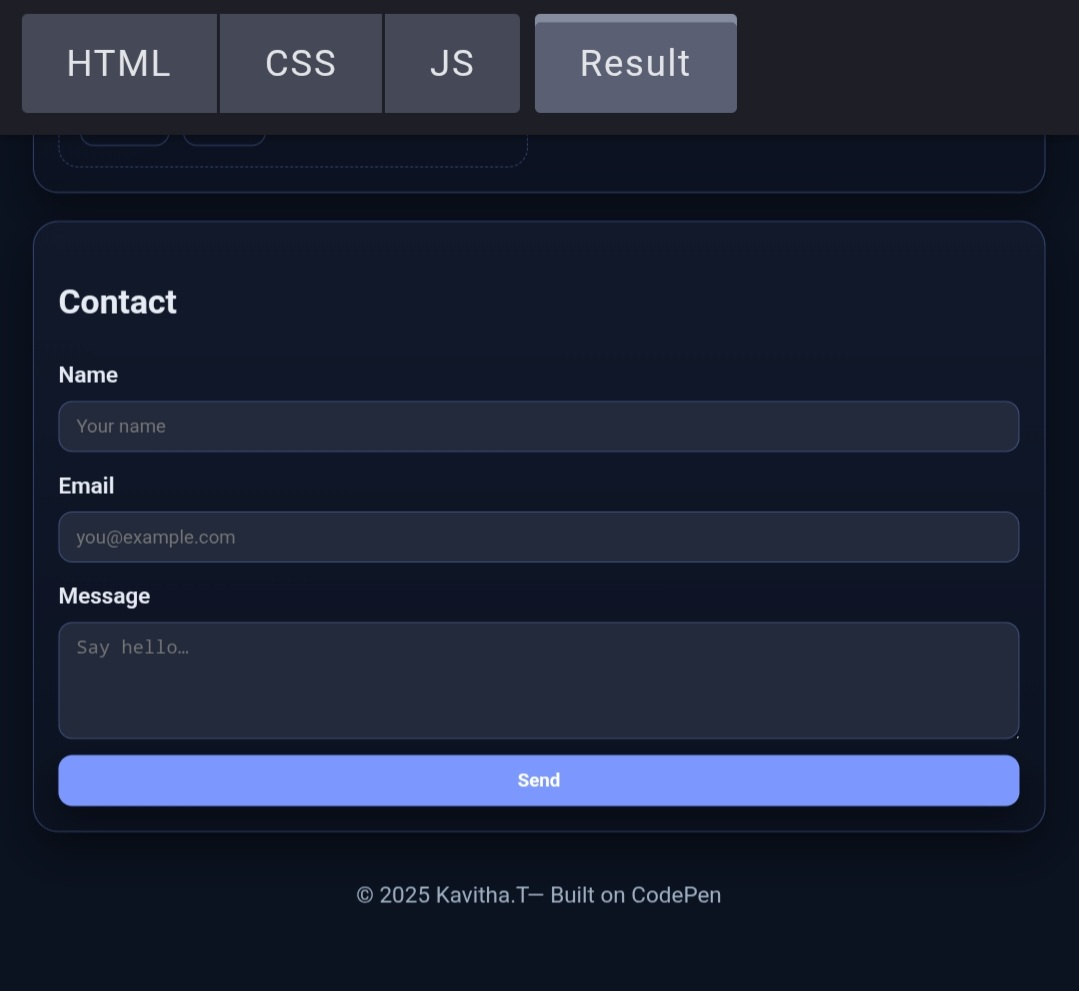 HTML CSS JS Result
Contact
Name
Your name
Email
you@example.com
Message
Say hello…
Send
© 2025 Kavitha.T— Built on CodePen